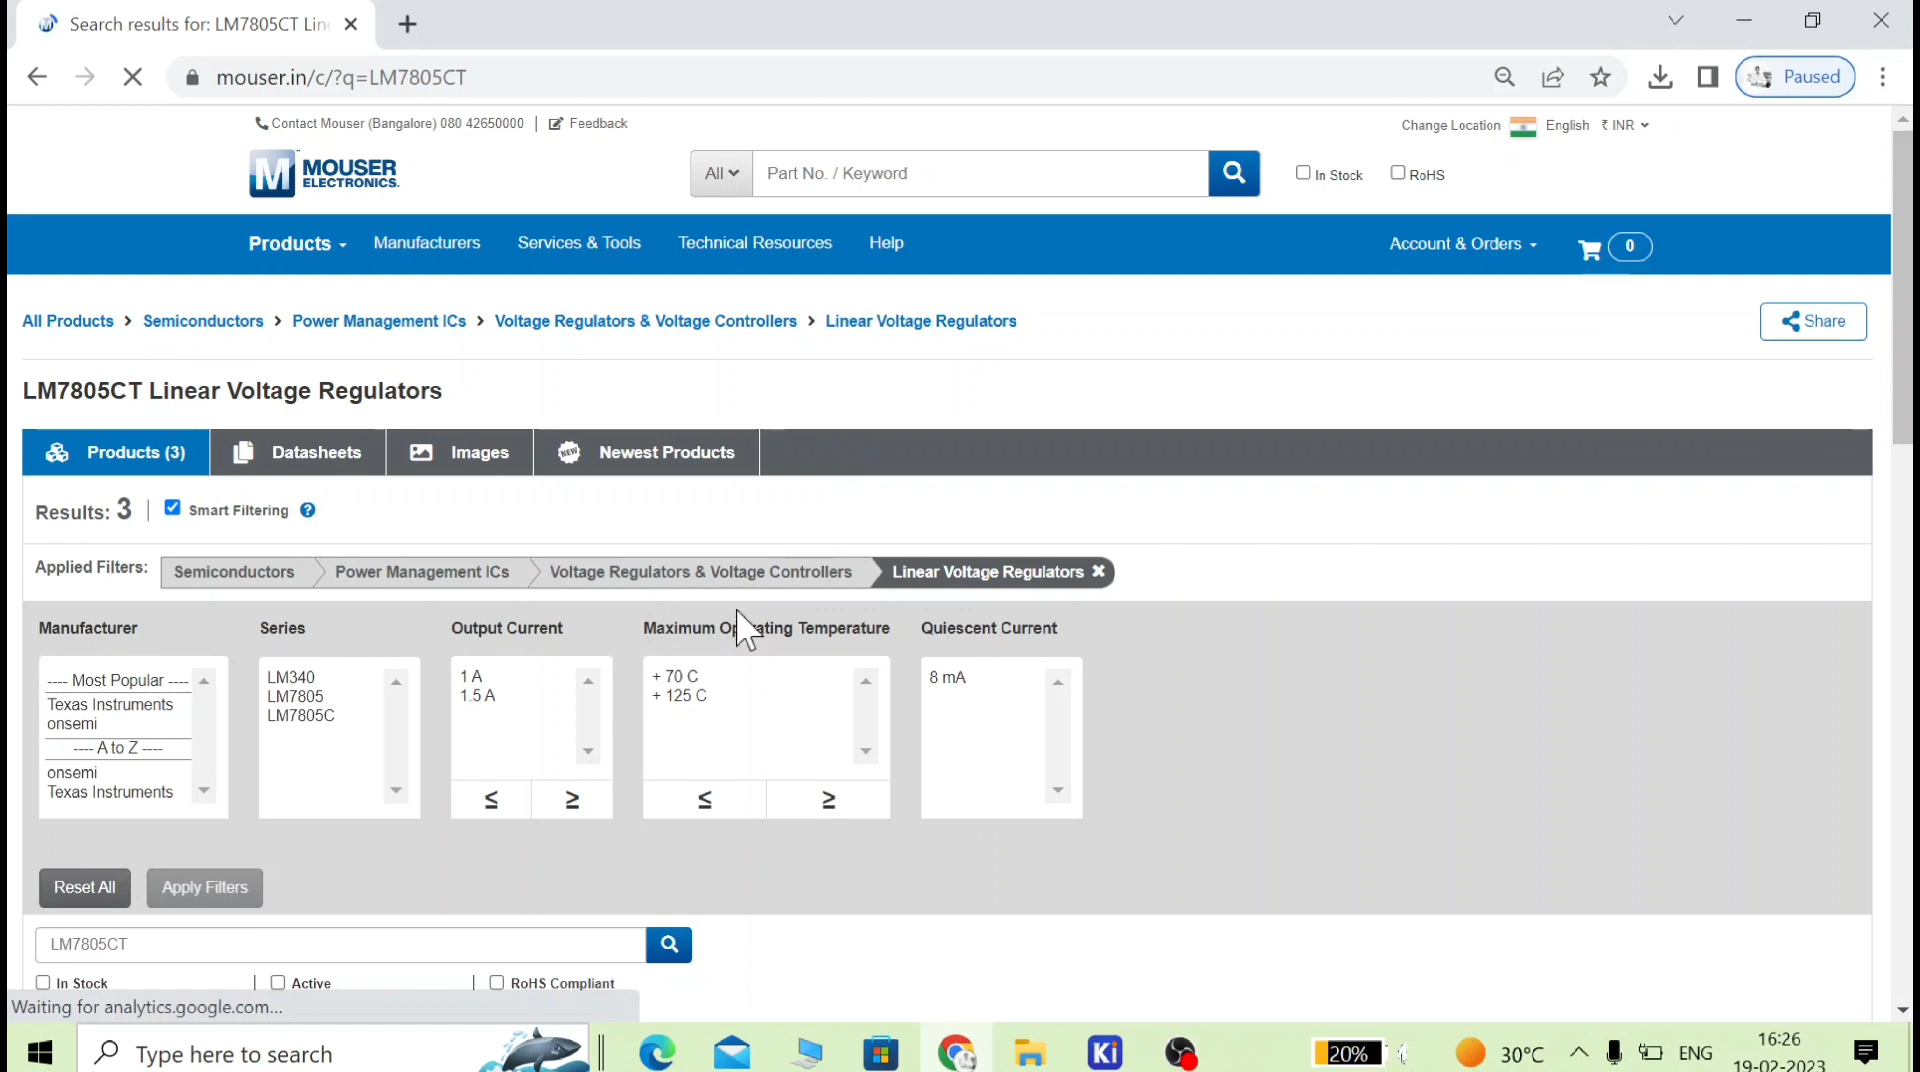 Search results for: LM7805CT Lin
mouser.in/c/?q=LM7805CT
Paused
Contact Mouser (Bangalore) 080 42650000 | Feedback
Change Location English ₹ INR
M MOUSER ELECTRONICS
All
Part No. / Keyword
In Stock
RoHS
Products
Manufacturers
Services & Tools
Technical Resources
Help
Account & Orders
0
All Products > Semiconductors > Power Management ICs > Voltage Regulators & Voltage Controllers > Linear Voltage Regulators
Share
LM7805CT Linear Voltage Regulators
Products (3)
Datasheets
Images
NEW Newest Products
Results: 3 | Smart Filtering ?
Applied Filters: Semiconductors Power Management ICs Voltage Regulators & Voltage Controllers Linear Voltage Regulators ✖
Manufacturer
---- Most Popular ----
Texas Instruments
onsemi
---- A to Z ----
onsemi
Texas Instruments
Series
LM340
LM7805
LM7805C
Output Current
1 A
1.5 A
≤ ≥
Maximum Op ating Temperature
+ 70 C
+ 125 C
≤ ≥
Quiescent Current
8 mA
Reset All
Apply Filters
LM7805CT
In Stock | Active | RoHS Compliant
Waiting for analytics.google.com...
Type here to search
Ki
20%
30°C
ENG
16:26
19-02-2023